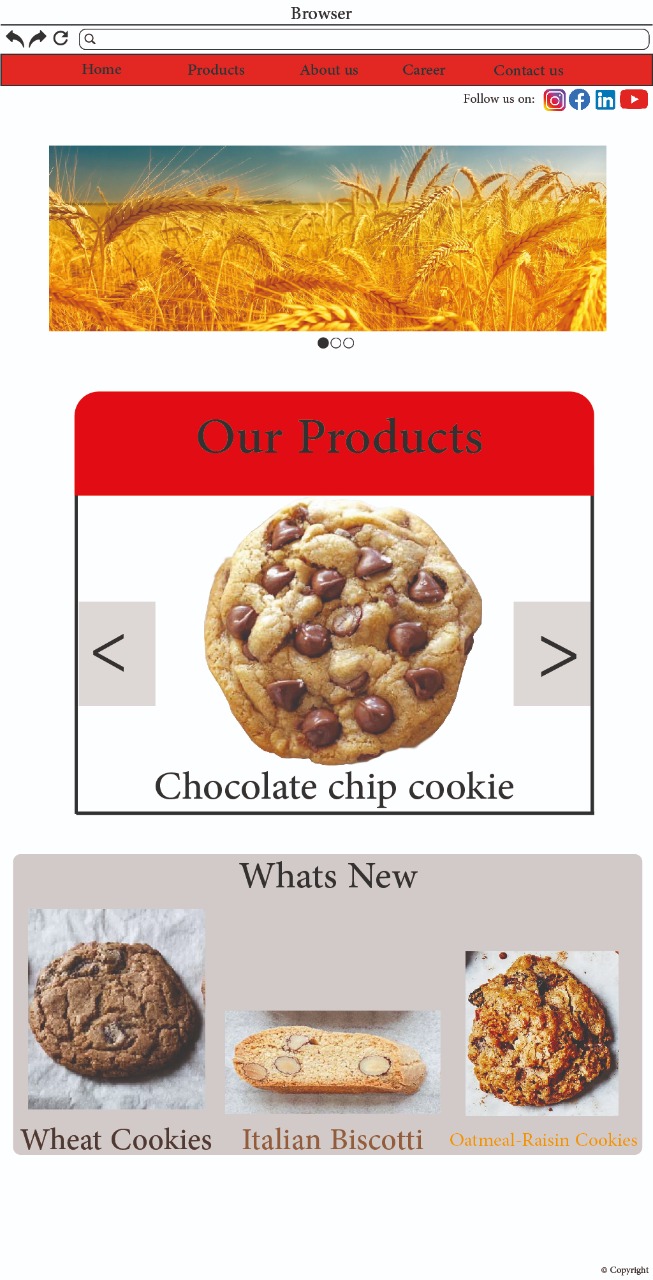 Browser
Home Products About us Career Contact us
Follow us on:
Our Products
< >
Chocolate chip cookie
Whats New
Wheat Cookies Italian Biscotti Oatmeal-Raisin Cookies
© Copyright